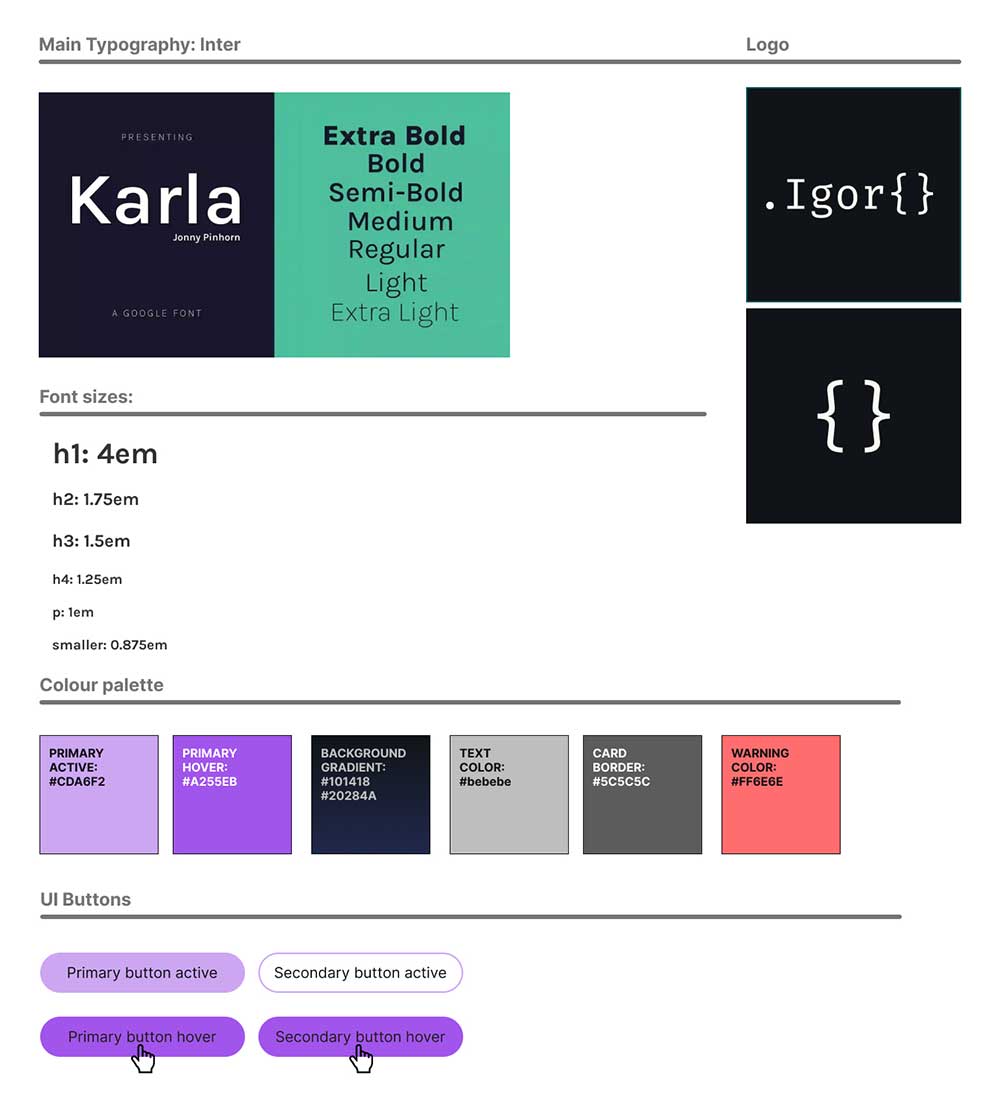 Main Typography: Inter
Logo
PRESENTING
Karla
Jonny Pinhorn
A GOOGLE FONT
Extra Bold
Bold
Semi-Bold
Medium
Regular
Light
Extra Light
.Igor{}
{}
Font sizes:
h1: 4em
h2: 1.75em
h3: 1.5em
h4: 1.25em
p: 1em
smaller: 0.875em
Colour palette
PRIMARY
ACTIVE:
#CDA6F2
PRIMARY
HOVER:
#A255EB
BACKGROUND
GRADIENT:
#101418
#20284A
TEXT
COLOR:
#bebebe
CARD
BORDER:
#5C5C5C
WARNING
COLOR:
#FF6E6E
UI Buttons
Primary button active
Secondary button active
Primary button hover
Secondary button hover